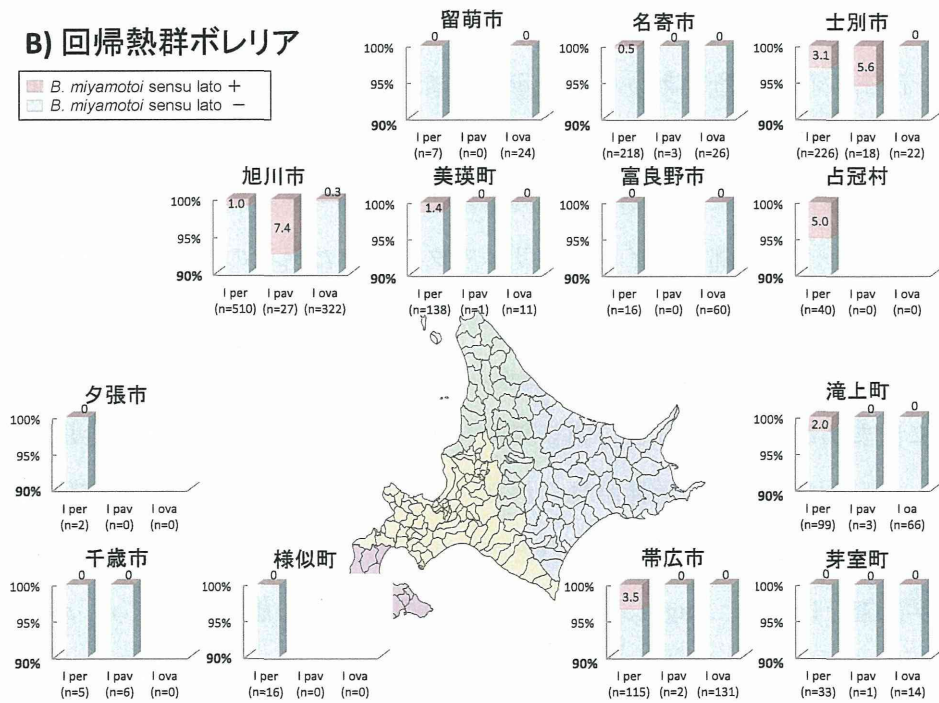 B) 回帰熱群ボレリア
B. miyamotoi sensu lato +
B. miyamotoi sensu lato −
留萌市
100%
95%
90%
0
0
I per
(n=7)
I pav
(n=0)
I ova
(n=24)
名寄市
100%
95%
90%
0.5
0
0
I per
(n=218)
I pav
(n=3)
I ova
(n=26)
士別市
100%
95%
90%
3.1
5.6
0
I per
(n=226)
I pav
(n=18)
I ova
(n=22)
旭川市
100%
95%
90%
1.0
7.4
0.3
I per
(n=510)
I pav
(n=27)
I ova
(n=322)
美瑛町
100%
95%
90%
1.4
0
0
I per
(n=138)
I pav
(n=1)
I ova
(n=11)
富良野市
100%
95%
90%
0
0
I per
(n=16)
I pav
(n=0)
I ova
(n=60)
占冠村
100%
95%
90%
5.0
I per
(n=40)
I pav
(n=0)
I ova
(n=0)
夕張市
100%
95%
90%
0
I per
(n=2)
I pav
(n=0)
I ova
(n=0)
滝上町
100%
95%
90%
2.0
0
0
I per
(n=99)
I pav
(n=3)
I oa
(n=66)
千歳市
100%
95%
90%
0
0
I per
(n=5)
I pav
(n=6)
I ova
(n=0)
様似町
100%
95%
90%
0
I per
(n=16)
I pav
(n=0)
I ova
(n=0)
帯広市
100%
95%
90%
3.5
0
0
I per
(n=115)
I pav
(n=2)
I ova
(n=131)
芽室町
100%
95%
90%
0
0
0
I per
(n=33)
I pav
(n=1)
I ova
(n=14)